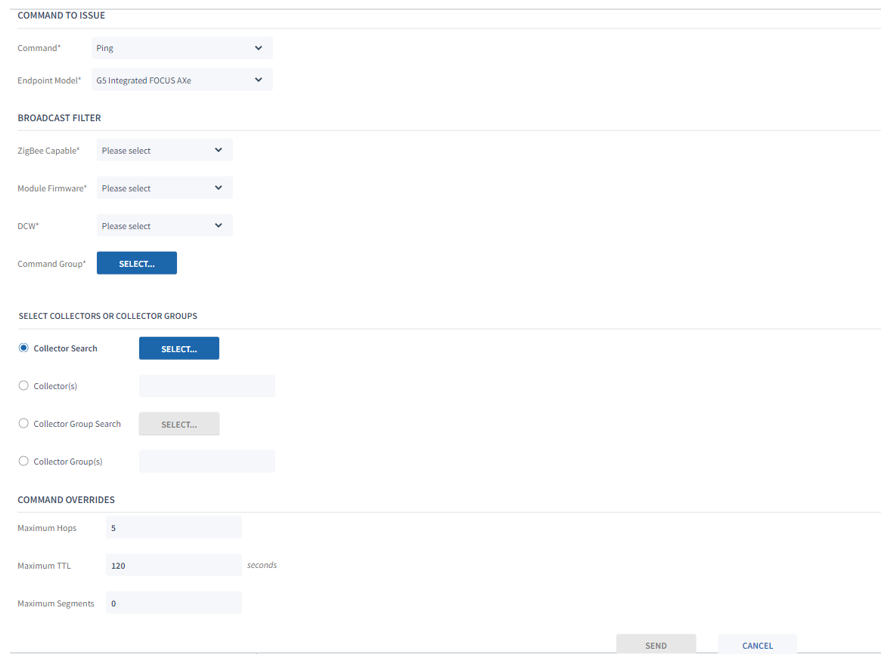 COMMAND TO ISSUE
Command* Ping
Endpoint Model* G5 Integrated FOCUS AXe
BROADCAST FILTER
ZigBee Capable* Please select
Module Firmware* Please select
DCW* Please select
Command Group* SELECT...
SELECT COLLECTORS OR COLLECTOR GROUPS
Collector Search SELECT...
Collector(s)
Collector Group Search SELECT...
Collector Group(s)
COMMAND OVERRIDES
Maximum Hops 5
Maximum TTL 120 seconds
Maximum Segments 0
SEND CANCEL